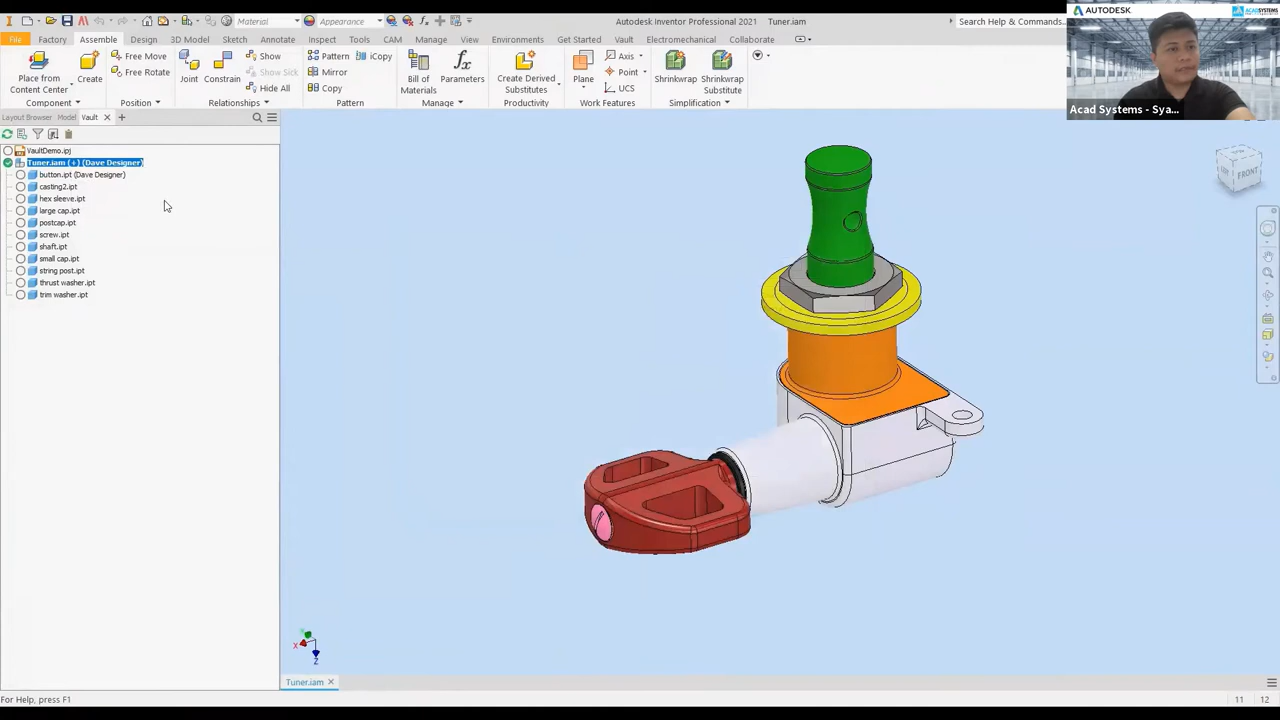 Material
Appearance
Autodesk Inventor Professional 2021 Tuner.iam
Search Help & Commands...
File Factory Assemble Design 3D Model Sketch Annotate Inspect Tools CAM Manage View Environments Get Started Vault Electromechanical Collaborate
Place from
Content Center
Create
Component
Free Move
Free Rotate
Position
Joint Constrain
Show
Show Sick
Hide All
Relationships
Pattern
Mirror
Copy
iCopy
Pattern
Bill of
Materials
Parameters
Manage
Create Derived
Substitutes
Productivity
Plane
Axis
Point
UCS
Work Features
Shrinkwrap
Shrinkwrap
Substitute
Simplification
AUTODESK
ACADSYSTEMS
Acad Systems - Sya...
Layout Browser Model Vault
VaultDemo.ipj
Tuner.iam (+) (Dave Designer)
button.ipt (Dave Designer)
casting2.ipt
hex sleeve.ipt
large cap.ipt
postcap.ipt
screw.ipt
shaft.ipt
small cap.ipt
string post.ipt
thrust washer.ipt
trim washer.ipt
FRONT
X
Z
Tuner.iam
For Help, press F1
11 12